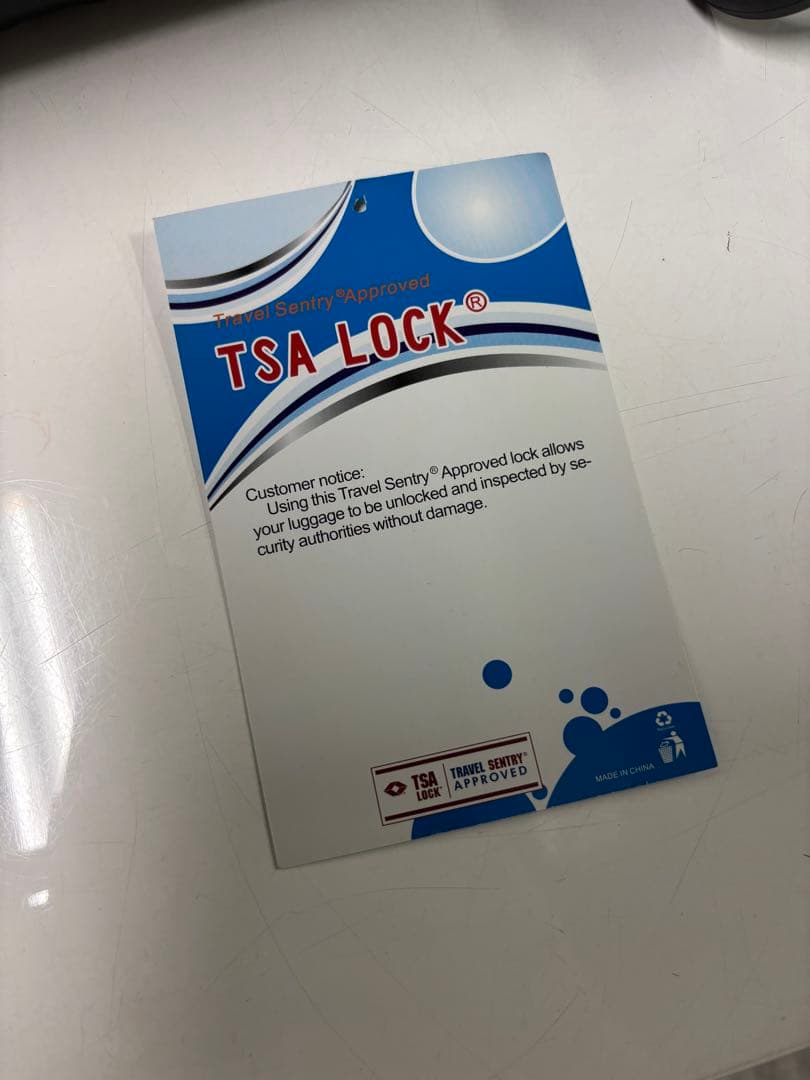 Travel Sentry®Approved
TSA LOCK®
Customer notice:
Using this Travel Sentry® Approved lock allows
your luggage to be unlocked and inspected by se-
curity authorities without damage.
TSA LOCK
TRAVEL SENTRY®
APPROVED
MADE IN CHINA